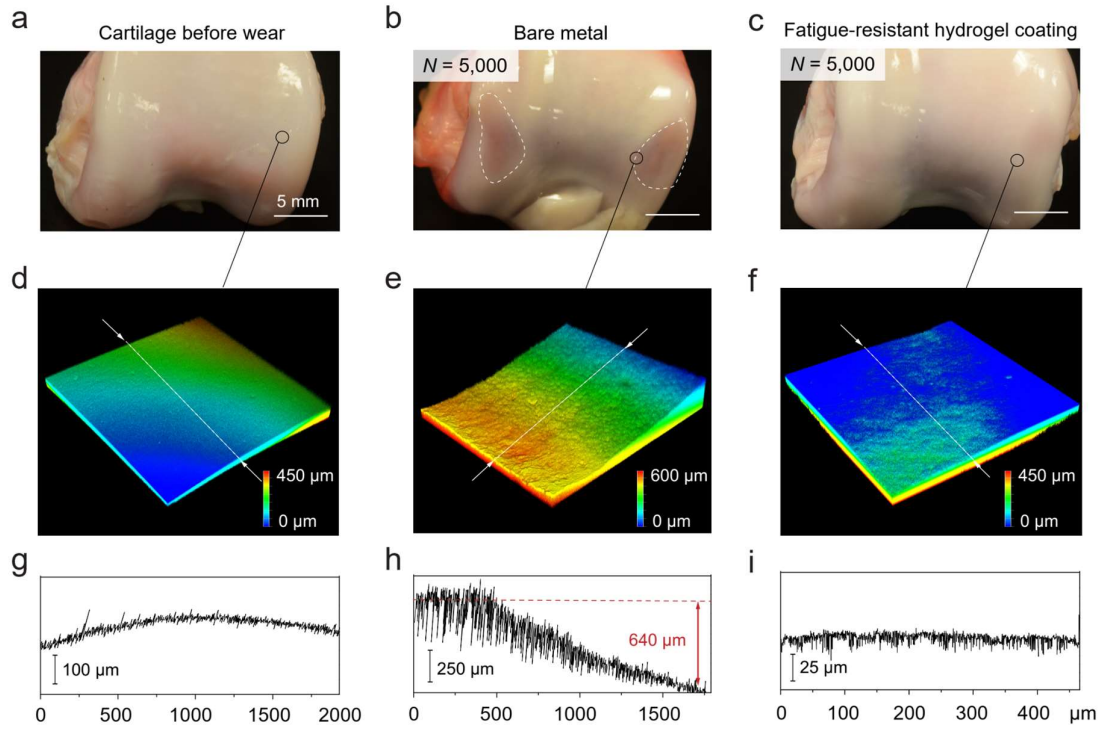 a
Cartilage before wear
b
Bare metal
c
Fatigue-resistant hydrogel coating
N = 5,000
N = 5,000
5 mm
d
e
f
450 µm
0 µm
600 µm
0 µm
450 µm
0 µm
g
h
i
100 µm
250 µm
640 µm
25 µm
0 500 1000 1500 2000
0 500 1000 1500
0 100 200 300 400 µm